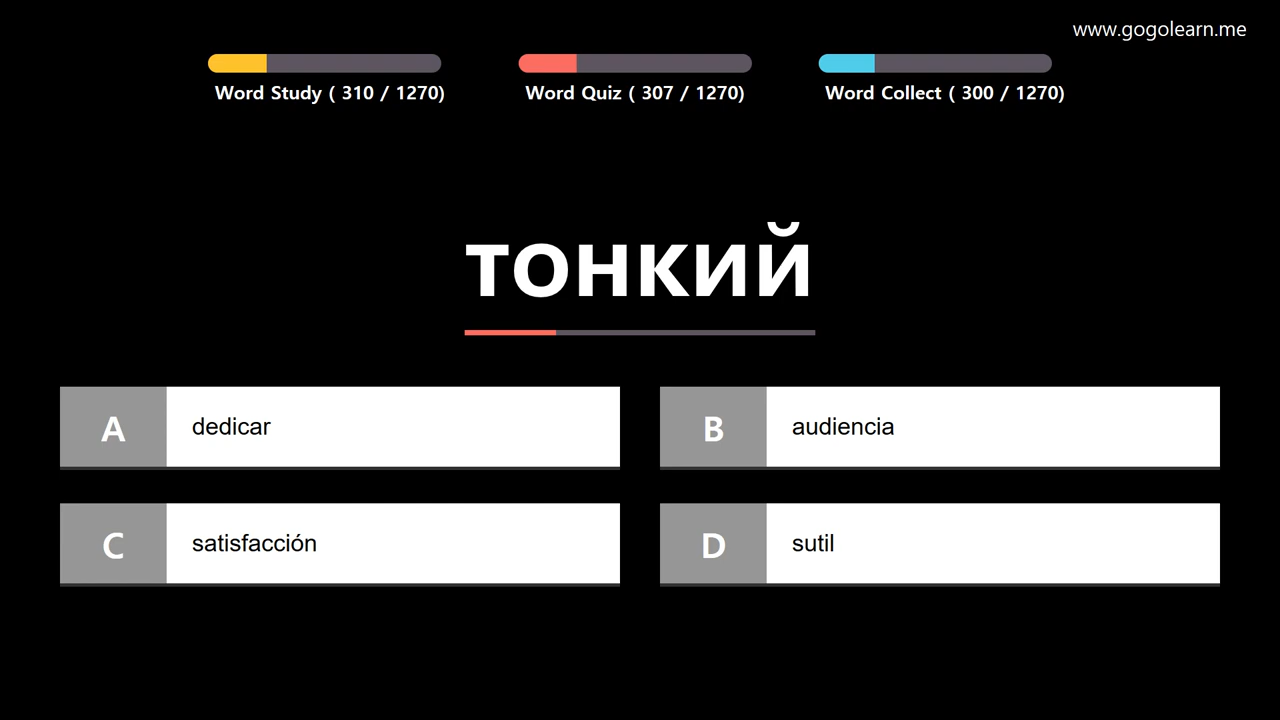 www.gogolearn.me
Word Study ( 310 / 1270)
Word Quiz ( 307 / 1270)
Word Collect ( 300 / 1270)
тонкий
A dedicar
B audiencia
C satisfacción
D sutil